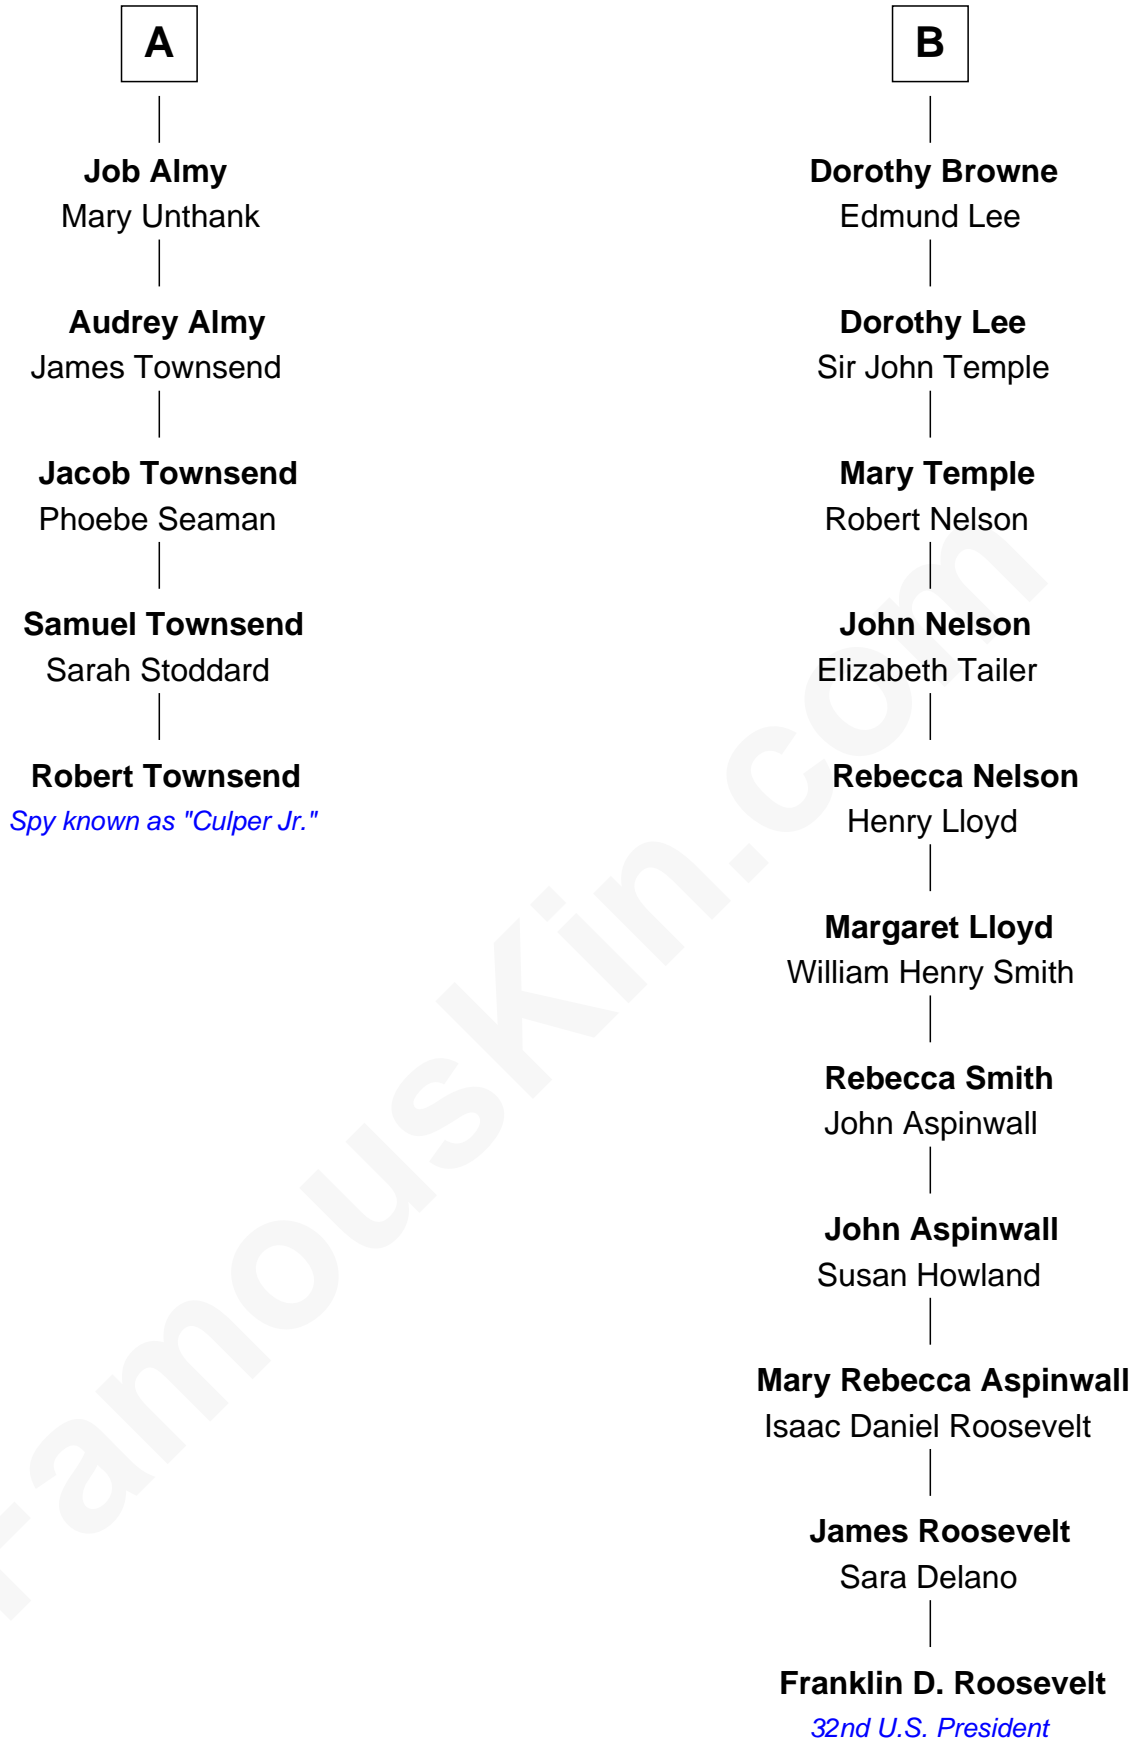 A
Job Almy
Mary Unthank
Audrey Almy
James Townsend
Jacob Townsend
Phoebe Seaman
Samuel Townsend
Sarah Stoddard
Robert Townsend
Spy known as "Culper Jr."
B
Dorothy Browne
Edmund Lee
Dorothy Lee
Sir John Temple
Mary Temple
Robert Nelson
John Nelson
Elizabeth Tailer
Rebecca Nelson
Henry Lloyd
Margaret Lloyd
William Henry Smith
Rebecca Smith
John Aspinwall
John Aspinwall
Susan Howland
Mary Rebecca Aspinwall
Isaac Daniel Roosevelt
James Roosevelt
Sara Delano
Franklin D. Roosevelt
32nd U.S. President
FamousKin.com